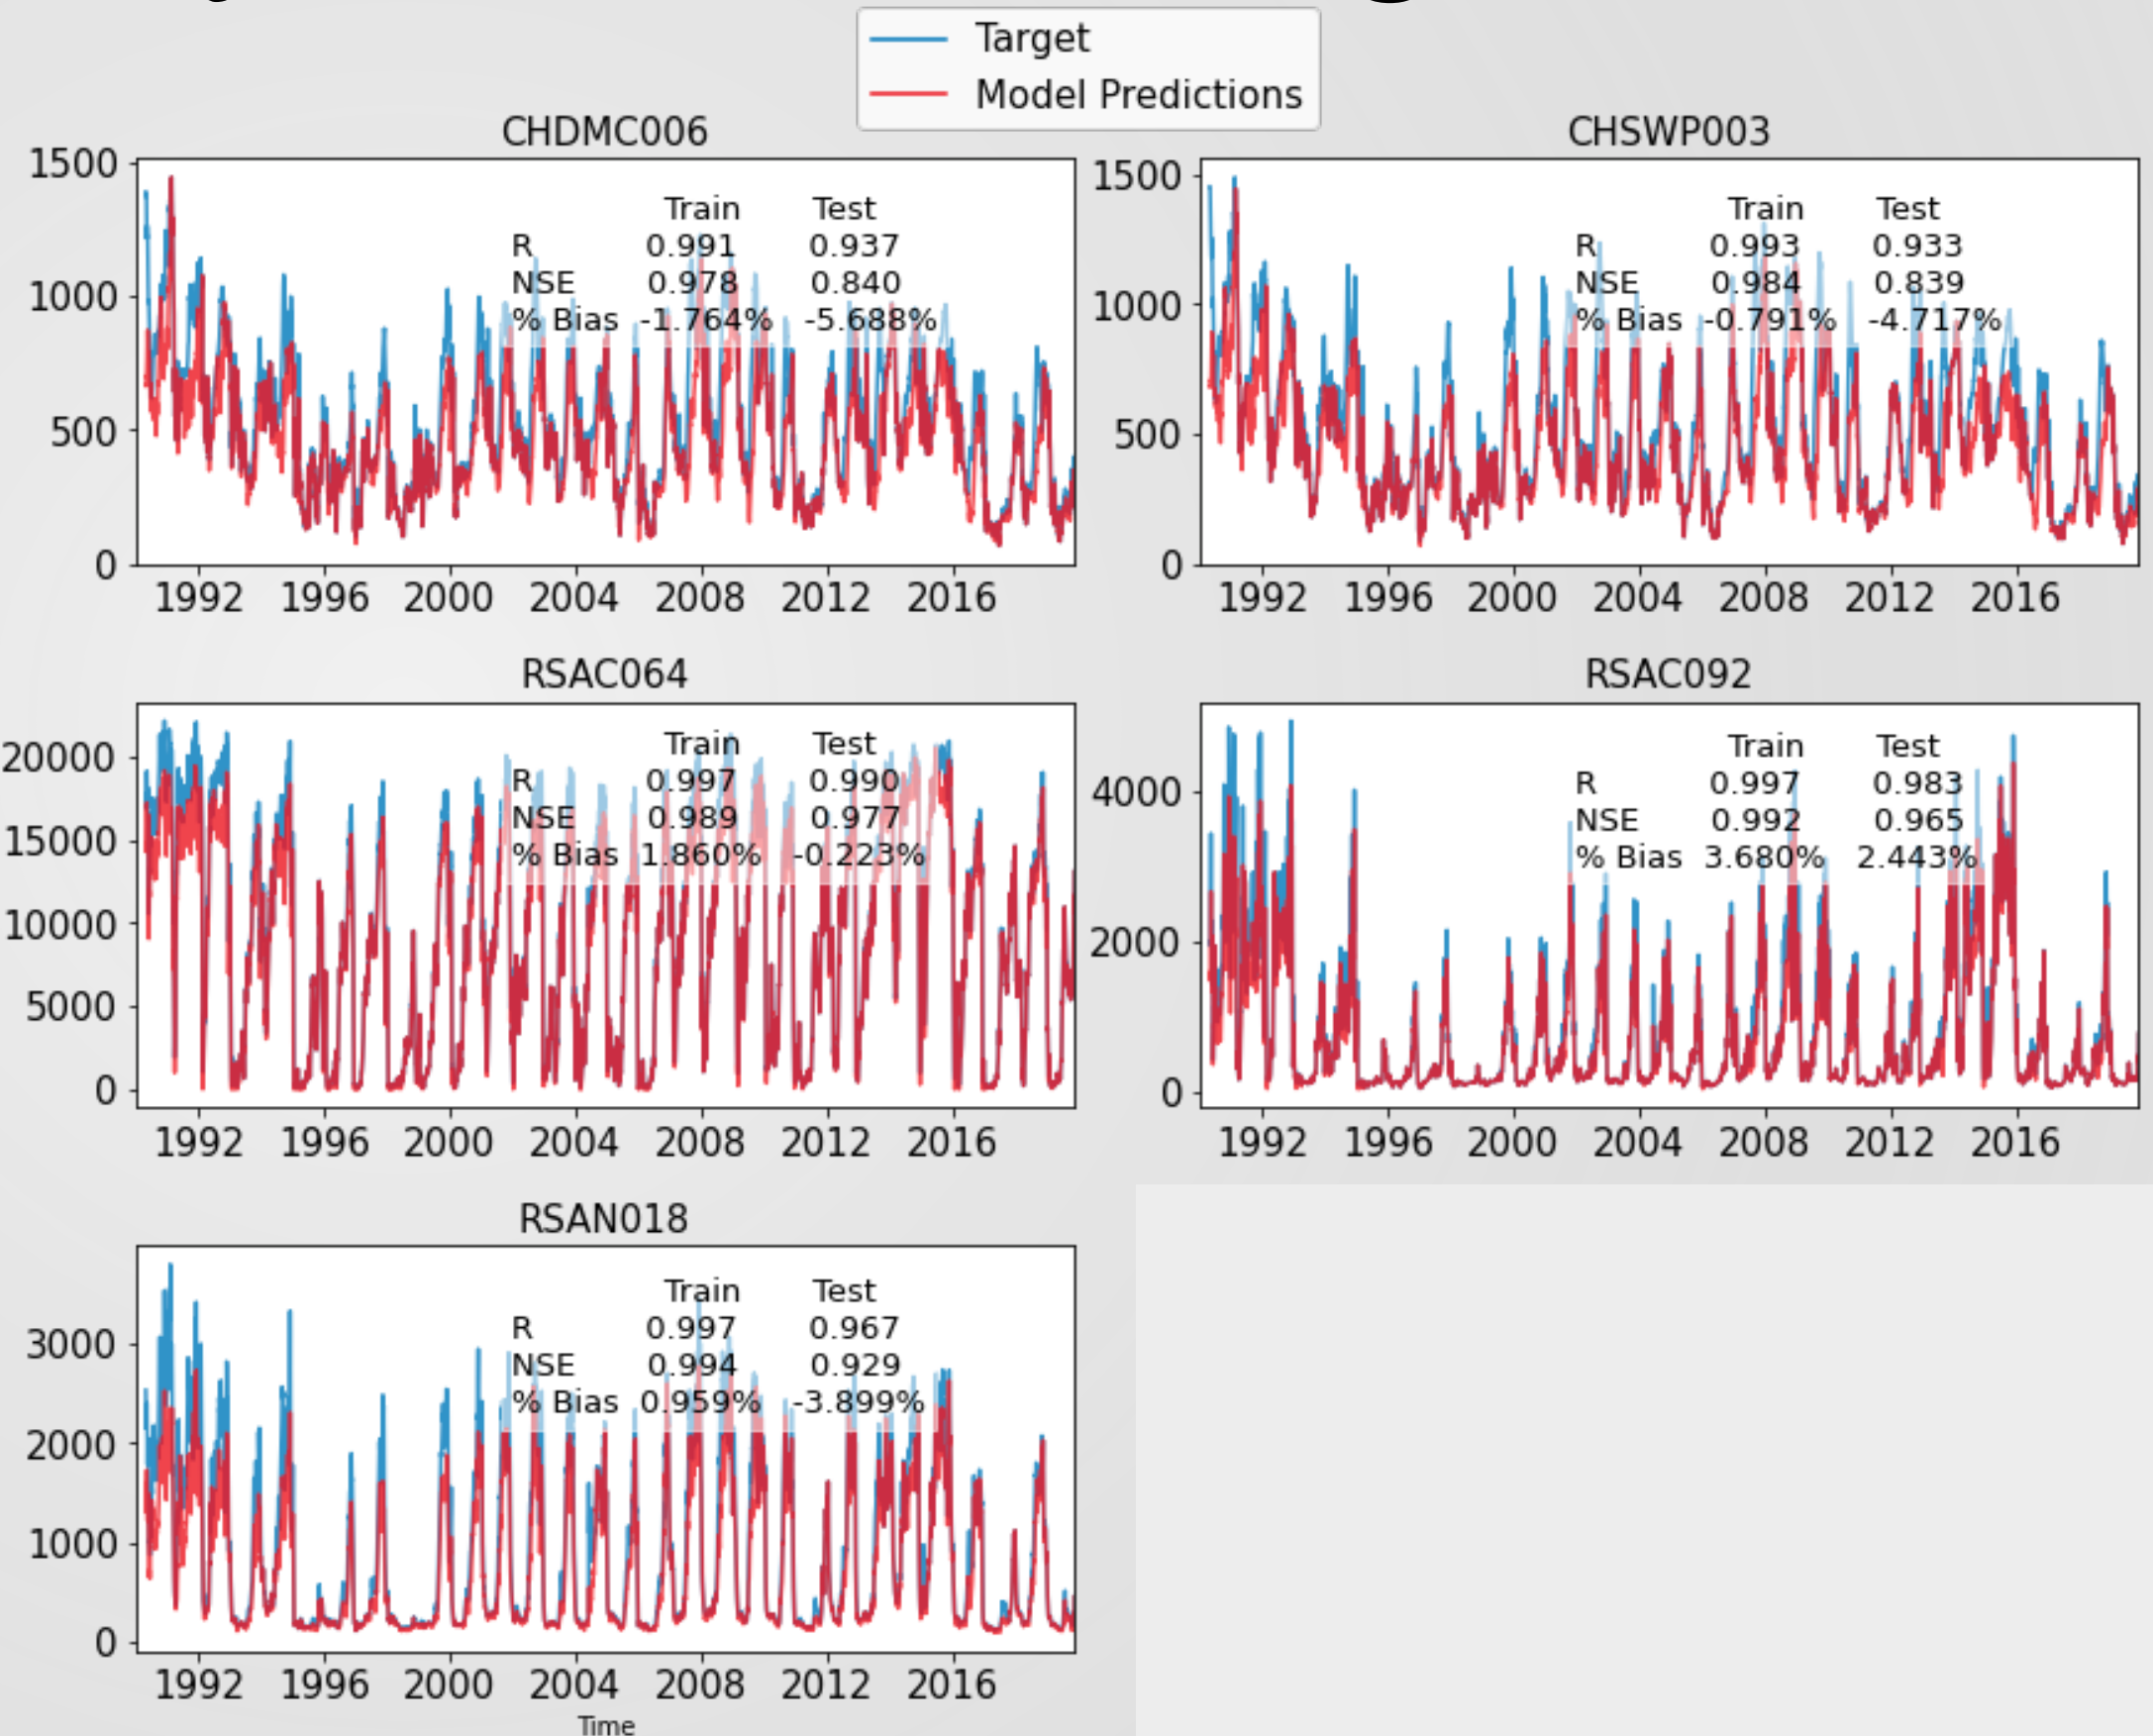 Target
Model Predictions
CHDMC006
1500
1000
500
0
Train Test
R 0.991 0.937
NSE 0.978 0.840
% Bias -1.764% -5.688%
1992 1996 2000 2004 2008 2012 2016
CHSWP003
1500
1000
500
0
Train Test
R 0.993 0.933
NSE 0.984 0.839
% Bias -0.791% -4.717%
1992 1996 2000 2004 2008 2012 2016
RSAC064
20000
15000
10000
5000
0
Train Test
R 0.997 0.990
NSE 0.989 0.977
% Bias 1.860% -0.223%
1992 1996 2000 2004 2008 2012 2016
RSAC092
4000
2000
0
Train Test
R 0.997 0.983
NSE 0.992 0.965
% Bias 3.680% 2.443%
1992 1996 2000 2004 2008 2012 2016
RSAN018
3000
2000
1000
0
Train Test
R 0.997 0.967
NSE 0.994 0.929
% Bias 0.959% -3.899%
1992 1996 2000 2004 2008 2012 2016
Time